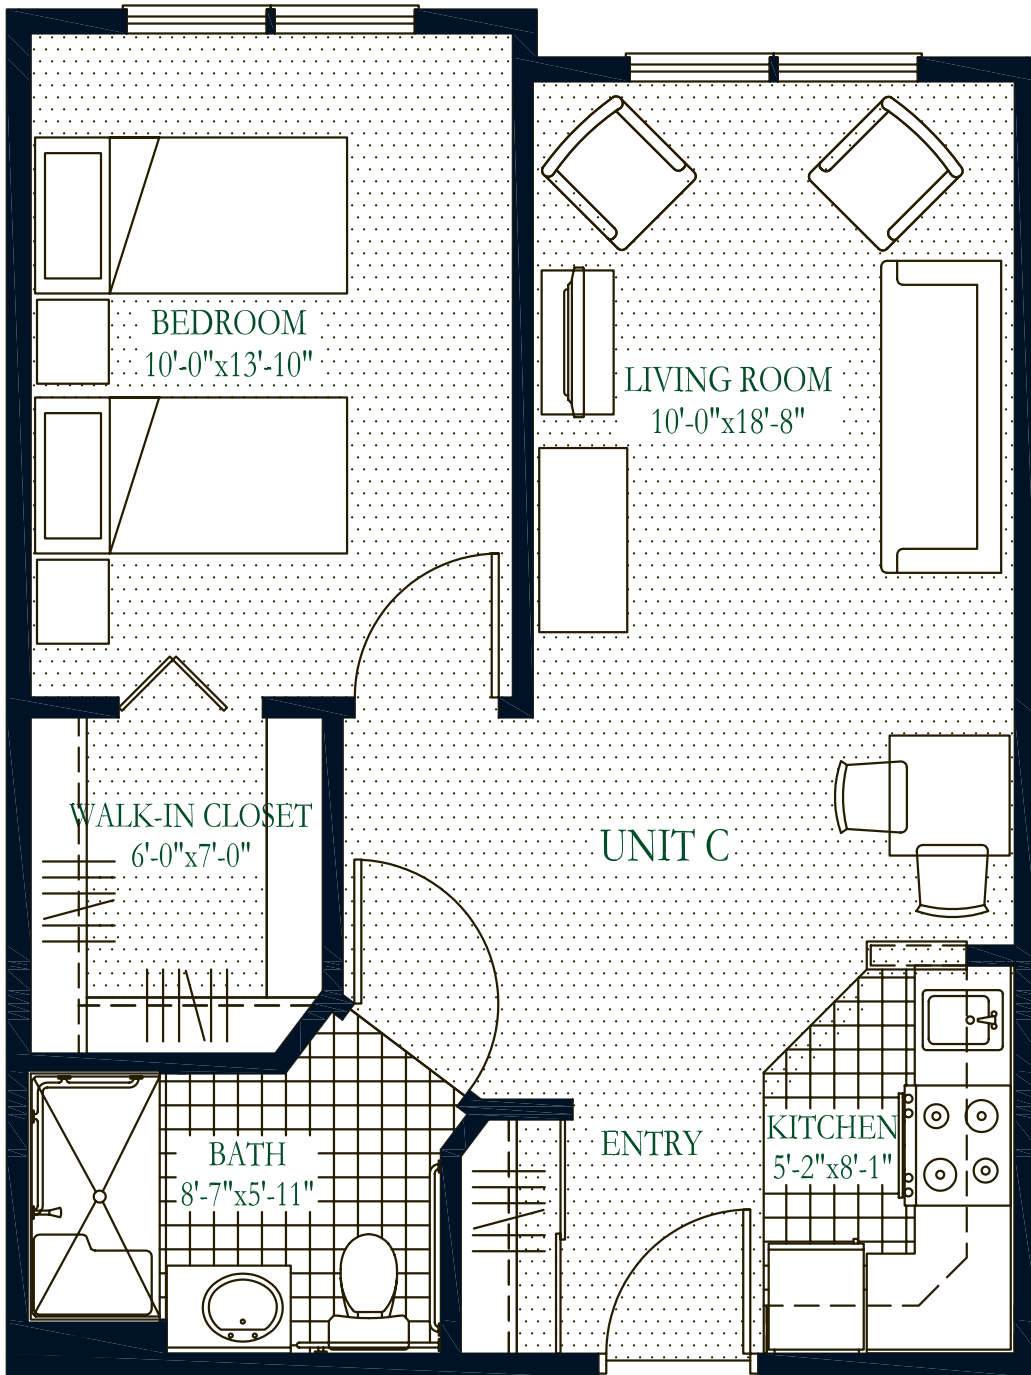 BEDROOM
10'-0"x13'-10"
LIVING ROOM
10'-0"x18'-8"
WALK-IN CLOSET
6'-0"x7'-0"
UNIT C
BATH
8'-7"x5'-11"
ENTRY
KITCHEN
5'-2"x8'-1"